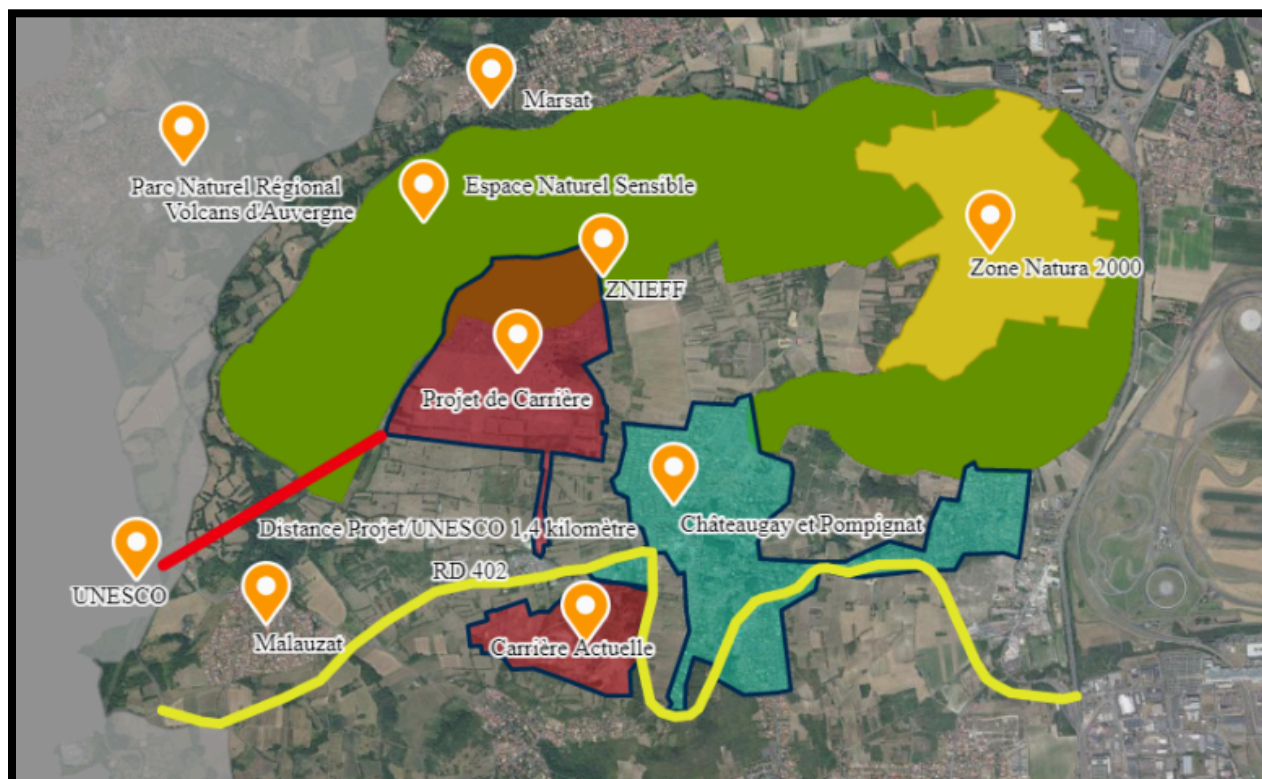 Marsat
Parc Naturel Régional
Volcans d'Auvergne
Espace Naturel Sensible
Zone Natura 2000
ZNIEFF
Projet de Carrière
Distance Projet/UNESCO 1,4 kilomètre
Châteaugay et Pompignat
RD 402
UNESCO
Malauzat
Carrière Actuelle